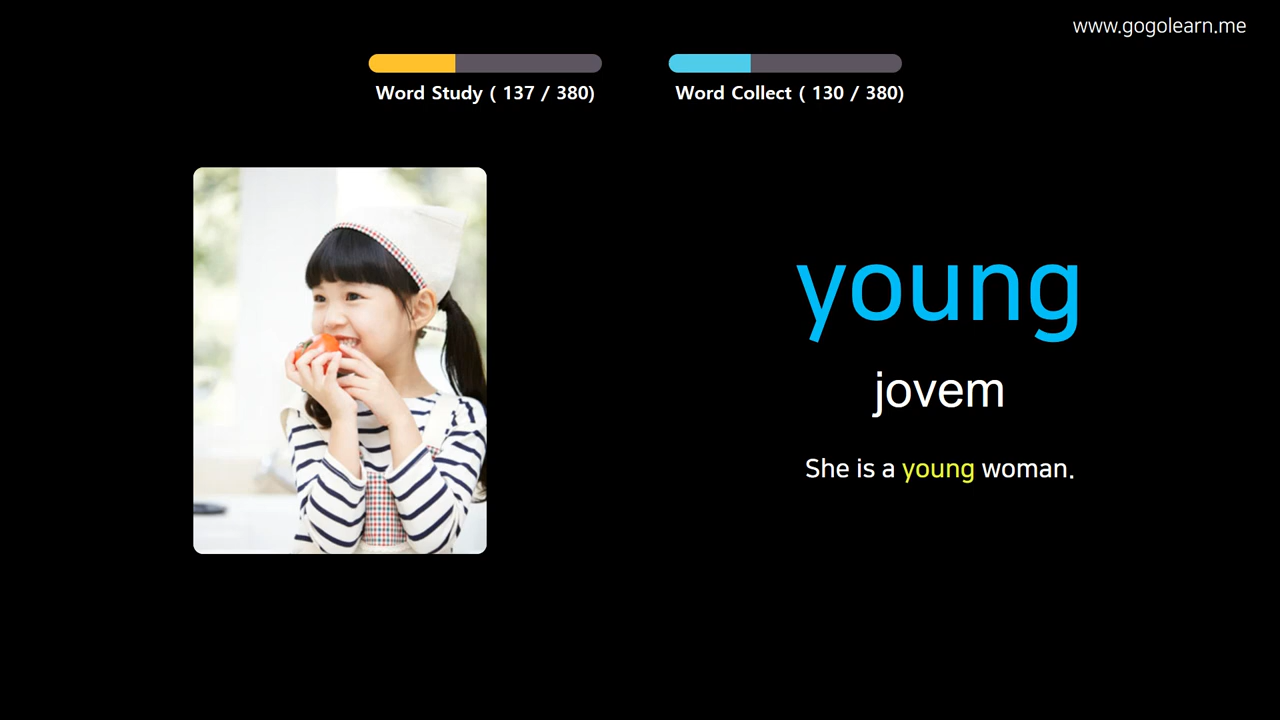 www.gogolearn.me
Word Study ( 137 / 380)
Word Collect ( 130 / 380)
young
jovem
She is a young woman.